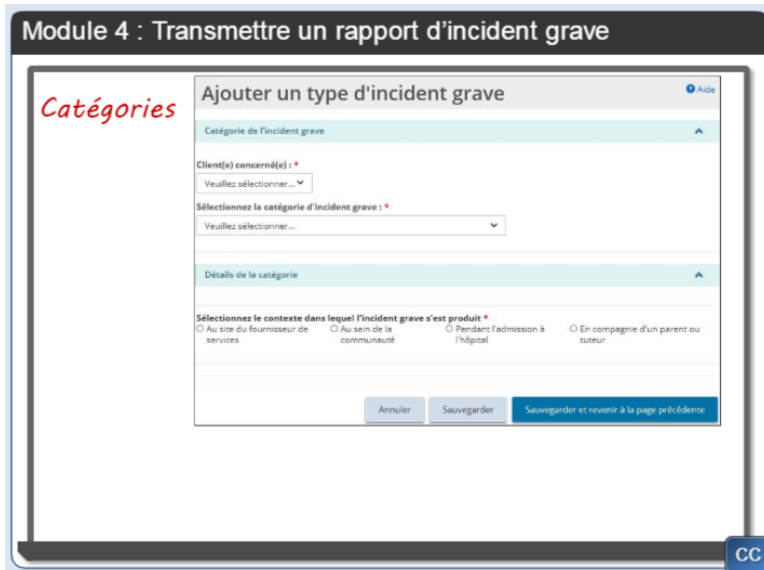 Module 4 : Transmettre un rapport d'incident grave
Catégories
Ajouter un type d'incident grave
Aide
Catégorie de l'incident grave
Client(e) concerné(e) : *
Veuillez sélectionner...
Sélectionnez la catégorie d'incident grave : *
Veuillez sélectionner...
Détails de la catégorie
Sélectionnez le contexte dans lequel l'incident grave s'est produit *
Au site du fournisseur de services
Au sein de la communauté
Pendant l'admission à l'hôpital
En compagnie d'un parent ou tuteur
Annuler
Sauvegarder
Sauvegarder et revenir à la page précédente
CC